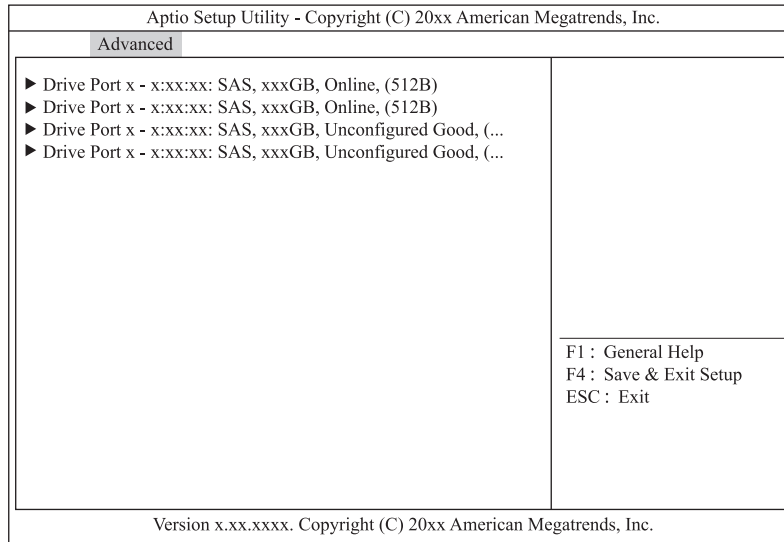 Aptio Setup Utility - Copyright (C) 20xx American Megatrends, Inc.
Advanced
▶ Drive Port x - x:xx:xx: SAS, xxxGB, Online, (512B)
▶ Drive Port x - x:xx:xx: SAS, xxxGB, Online, (512B)
▶ Drive Port x - x:xx:xx: SAS, xxxGB, Unconfigured Good, (...
▶ Drive Port x - x:xx:xx: SAS, xxxGB, Unconfigured Good, (...
F1 : General Help
F4 : Save & Exit Setup
ESC : Exit
Version x.xx.xxxx. Copyright (C) 20xx American Megatrends, Inc.